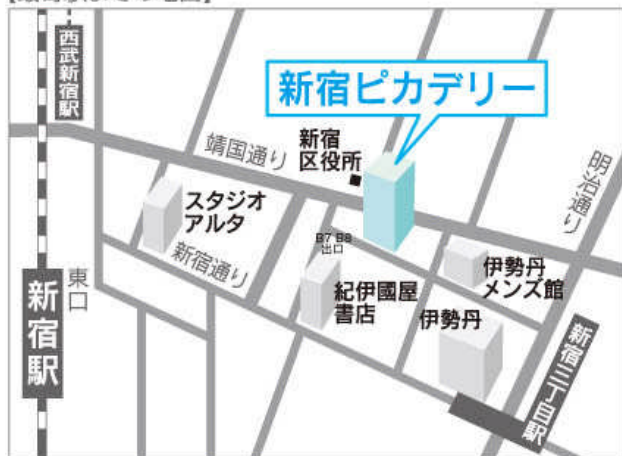 西武新宿駅
新宿ピカデリー
新宿
区役所
靖国通り
明治通り
スタジオ
アルタ
B7 B8
出口
新宿通り
伊勢丹
メンズ館
東口
紀伊國屋
書店
伊勢丹
新宿駅
新宿三丁目駅